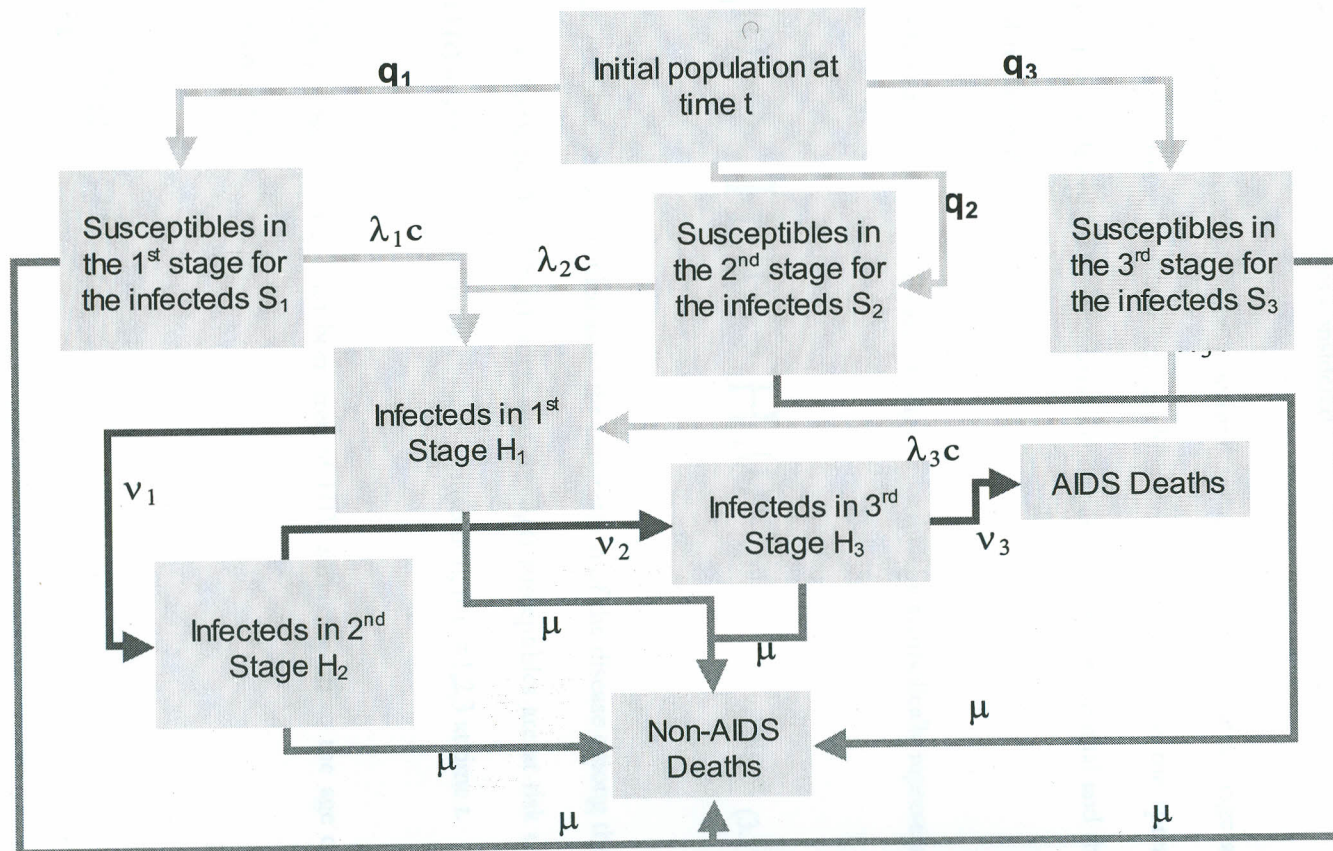 Initial population at
time t
q₁
q₃
q₂
Susceptibles in
the 1ˢᵗ stage for
the infecteds S₁
λ₁c
λ₂c
Susceptibles in
the 2ⁿᵈ stage for
the infecteds S₂
Susceptibles in
the 3ʳᵈ stage for
the infecteds S₃
Infecteds in 1ˢᵗ
Stage H₁
λ₃c
AIDS Deaths
ν₁
Infecteds in 3ʳᵈ
Stage H₃
ν₂
ν₃
Infecteds in 2ⁿᵈ
Stage H₂
μ
μ
μ
μ
Non-AIDS
Deaths
μ
μ